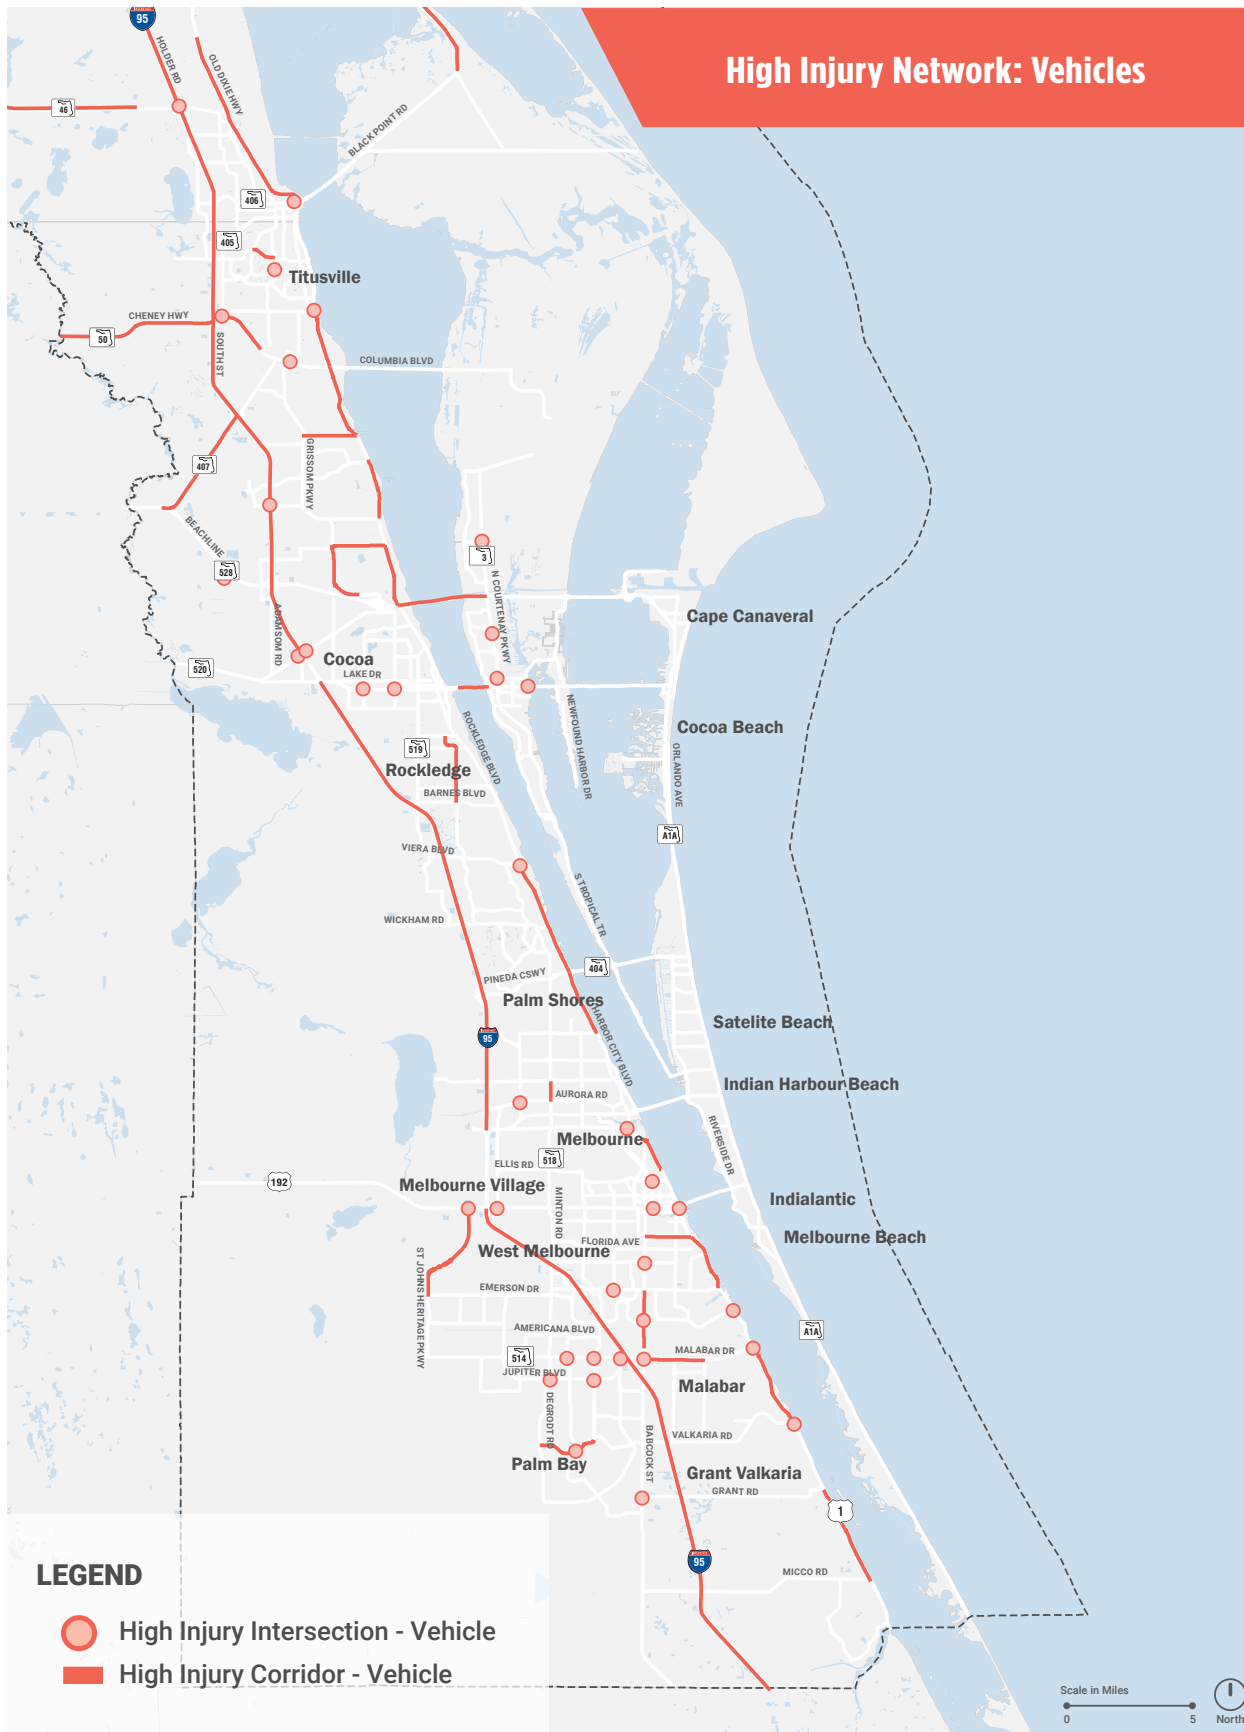 High Injury Network: Vehicles
95
HOLDER RD
OLD DIXIE HWY
46
BLACK POINT RD
406
405
Titusville
CHENEY HWY
50
SOUTH ST
COLUMBIA BLVD
GRISSOM PKWY
407
BEACHLINE
528
3
N COURTENAY PKWY
ADAMSOM RD
Cape Canaveral
Cocoa
520
LAKE DR
NEWFOUND HARBOR DR
ROCKLEDGE BLVD
Cocoa Beach
519
Rockledge
ORLANDO AVE
BARNES BLVD
A1A
VIERA BLVD
S TROPICAL TR
WICKHAM RD
404
PINEDA CSWY
Palm Shores
HARBOR CITY BLVD
Satelite Beach
95
Indian Harbour Beach
AURORA RD
RIVERSIDE DR
Melbourne
518
ELLIS RD
192
Melbourne Village
MINTON RD
Indialantic
Melbourne Beach
FLORIDA AVE
West Melbourne
ST JOHNS HERITAGE PKWY
EMERSON DR
AMERICANA BLVD
A1A
MALABAR DR
514
JUPITER BLVD
Malabar
DEGRODT RD
BABCOCK ST
VALKARIA RD
Palm Bay
Grant Valkaria
GRANT RD
1
95
MICCO RD
LEGEND
High Injury Intersection - Vehicle
High Injury Corridor - Vehicle
Scale in Miles
0 5
North